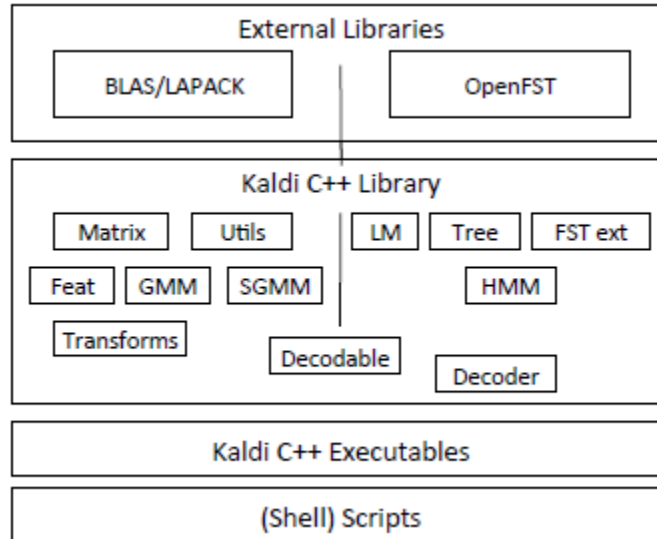 External Libraries
BLAS/LAPACK
OpenFST
Kaldi C++ Library
Matrix
Utils
LM
Tree
FST ext
Feat
GMM
SGMM
HMM
Transforms
Decodable
Decoder
Kaldi C++ Executables
(Shell) Scripts